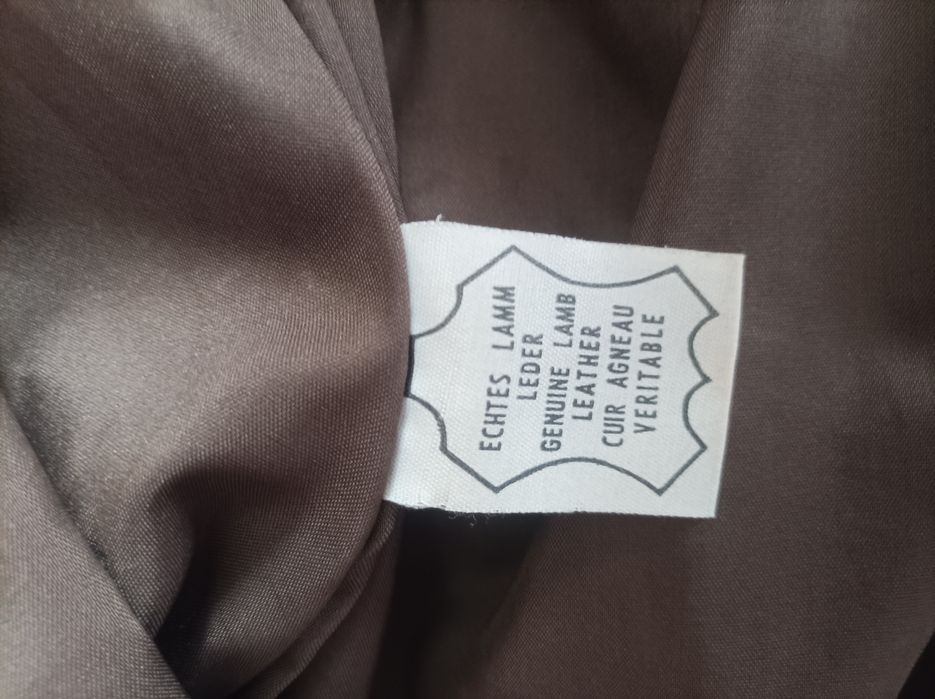 ECHTES LAMM
LEDER
GENUINE LAMB
LEATHER
CUIR AGNEAU
VERITABLE